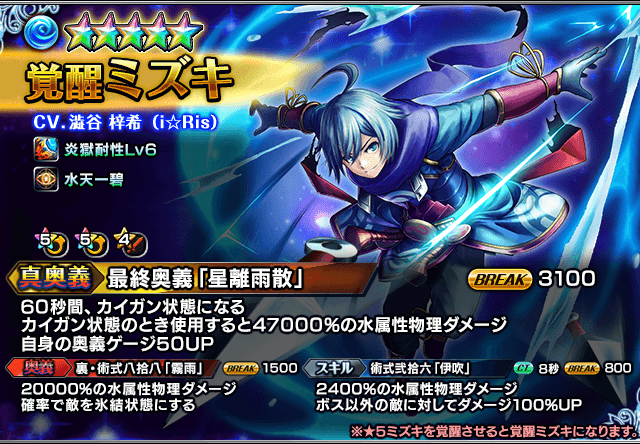 覚醒ミズキ
CV.澁谷 梓希（i☆Ris）
炎獄耐性Lv6
水天一碧
5 5 4
真奥義 最終奥義「星離雨散」 BREAK 3100
60秒間、カイガン状態になる
カイガン状態のとき使用すると47000%の水属性物理ダメージ
自身の奥義ゲージ50UP
奥義 裏・術式八拾八「霧雨」 BREAK 1500
20000%の水属性物理ダメージ
確率で敵を氷結状態にする
スキル 術式弐拾六「伊吹」 CT 8秒 BREAK 800
2400%の水属性物理ダメージ
ボス以外の敵に対してダメージ100%UP
※★5ミズキを覚醒させると覚醒ミズキになります。